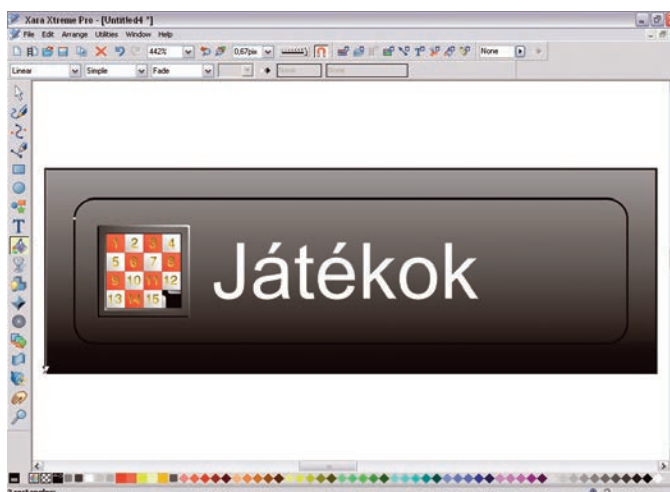 Xara Xtreme Pro - [Untitled4 *]
File Edit Arrange Utilities Window Help
442% 0,67pix None
Linear Simple Fade
1 2 3 4
5 6 7 8
9 10 11 12
13 14 15
Játékok